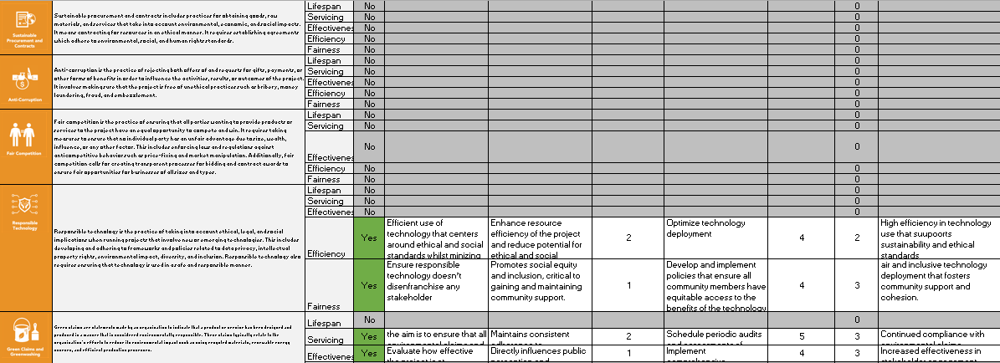 Sustainable
Procurement and
Contracts
Sustainable procurement and contracts includes practices for obtaining goods, raw
materials, and services that take into account environmental, economic, and social impacts.
It means contracting for resources in an ethical manner. It requires establishing agreements
which adhere to environmental, social, and human rights standards.
Lifespan No 0
Servicing No 0
Effectivenes No 0
Efficiency No 0
Fairness No 0
Anti-Corruption
Anti-corruption is the practice of rejecting both offers of and requests for gifts, payments, or
other forms of benefits in order to influence the activities, results, or outcomes of the project.
It involves making sure that the project is free of unethical practices such as bribery, money
laundering, fraud, and embezzlement.
Lifespan No 0
Servicing No 0
Effectivenes No 0
Efficiency No 0
Fairness No 0
Fair Competition
Fair competition is the practice of ensuring that all parties wanting to provide products or
services to the project have an equal opportunity to compete and win. It requires taking
measures to ensure that no individual party has an unfair advantage due to size, wealth,
influence, or any other factor. This includes enforcing laws and regulations against
anticompetitive behavior such as price-fixing and market manipulation. Additionally, fair
competition calls for creating transparent processes for bidding and contract awards to
ensure fair opportunities for businesses of all sizes and types.
Lifespan No 0
Servicing No 0
Effectivenes No 0
Efficiency No 0
Fairness No 0
Responsible
Technology
Responsible technology is the practice of taking into account ethical, legal, and social
implications when running projects that involve new or emerging technologies. This includes
developing and adhering to frameworks and policies related to data privacy, intellectual
property rights, environmental impact, diversity, and inclusion. Responsible technology also
requires ensuring that technology is used in a safe and responsible manner.
Lifespan No 0
Servicing No 0
Effectivenes No 0
Efficiency Yes
Efficient use of
technology that centers
around ethical and social
standards whilst minizing
Enhance resource
efficiency of the project
and reduce potential for
ethical and social
2
Optimize technology
deployment
4
2
High efficiency in technology
use that suupports
sustainability and ethical
standards
Fairness Yes
Ensure responsible
technology doesn't
disenfranchise any
stakeholder
Promotes social equity
and inclusion, critical to
gaining and maintaining
community support.
1
Develop and implement
policies that ensure all
community members have
equitable access to the
benefits of the technology
4
3
air and inclusive technology
deployment that fosters
community support and
cohesion.
Green Claims and
Greenwashing
Green claims are statements made by an organisation to indicate that a product or service has been designed and
produced in a manner that is considered environmentally responsible. These claims typically relate to the
organisation's efforts to reduce its environmental impact such as using recycled materials, renewable energy
sources, and efficient production processes.
Lifespan No 0
Servicing Yes
the aim is to ensure that all
Maintains consistent
2
Schedule periodic audits
5
3
Continued compliance with
Effectivenes Yes
Evaluate how effective
Directly influences public
1
Implement
4
3
Increased effectiveness in